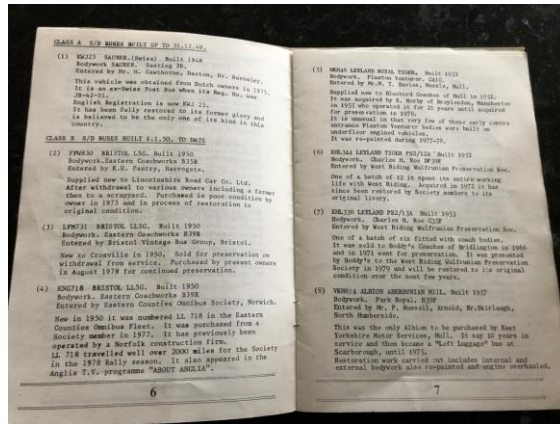 CLASS A S/D BUSES BUILT UP TO 31.12.49.
(1) KWJ25 SAURER.(Swiss) Built 1948
Bodywork SAURER. Seating 28,
Entered by Mr. H. Cawthorne, Darton, Nr. Barnsley.
This vehicle was obtained from Dutch owners in 1975.
It is an ex-Swiss Post Bus when its Reg. No. was
English Registration is now KWJ 25.
It has been fully restored to its former glory and
is believed to be the only one of its kind in this
country.
CLASS B S/D BUSES BUILT 1.1.50. TO DATE
(2) BRISTOL L5G. Built 1950
Bodywork.Eastern Coachworks B35R
Entered by R.H. Pantry, Harrogate.
Supplied new to Lincolnshire Road Car Co. Ltd.
After withdrawal to various owners including a farmer
then to a scrapyard. Purchased in poor condition by
owner in 1973 and in process of restoration to
original condition.
(3) LFM731 BRISTOL LL5G. Built 1950
Bodywork. Eastern Coachworks B39R
Entered by Bristol Vintage Bus Group, Bristol.
New to Crosville in 1950. Sold for preservation on
withdrawal from service. Purchased by present owners
in August 1978 for continued preservation.
(4) KNG718 BRISTOL LL5G. Built 1950
Bodywork. Eastern Coachworks B39R
Entered by Eastern Counties Omnibus Society, Norwich.
New in 1950 it was numbered LL 718 in the Eastern
Counties Omnibus Fleet. It was purchased from a
Society member in 1977. It has previously been
operated by a Norfolk construction firm.
LL 718 travelled well over 2000 miles for the Society
in the 1978 Rally season. It also appeared in the
Anglia T.V. programme "ABOUT ANGLIA".
6
(5) LEYLAND ROYAL TIGER, Built 1952
Bodywork. Plaxton Venturer.
Entered by Mr.M. T. Davies, Hessle, Hull.
Supplied new to Bluebird Coaches of Hull in 1952.
It was acquired by of Manchester
in 1955 who operated it for 21 years until acquired
for preservation in 1976.
It is unusual in that very few of these early centre
entrance Plaxton Venturer bodies were built on
underfloor engined vehicles.
It was repainted during 1977-78.
(6) EHL344 LEYLAND TIGER PS2/12A Built 1952
Bodywork. Charles H. Roe
Entered by West Riding Wulfrunian Preservation Soc.
One of a batch of 12 it spent its entire working
life with West Riding. Acquired in 1972 it has
since been restored by Society members to its
original livery.
(7) LEYLAND PS2/13A Built 1952
Bodywork. Charles H. Roe
Entered by West Riding Wulfrunian Preservation Soc.
One of a batch of six fitted with coach bodies.
It was sold to Boddy's Coaches of Bridlington in 1966
and in 1971 went for preservation. It was presented
by Boddy's to the West Riding Wulfrunian Preservation
Society in 1979 and will be restored to its original
condition over the next few years.
(8) ALBION ABERDONIAN Built 1957
Bodywork, Park Royal, B39F
Entered by Mr. P. Russell, Arnold, Nr.Skirlaugh,
North Humberside.
This was the only Albion to be purchased by East
Yorkshire Motor Services, Hull. It say 10 years in
service and then became a "Left Luggage" bus at
Scarborough, until 1975.
Restoration work carried out includes internal and
external bodywork also re-painted and engine overhauled.
7